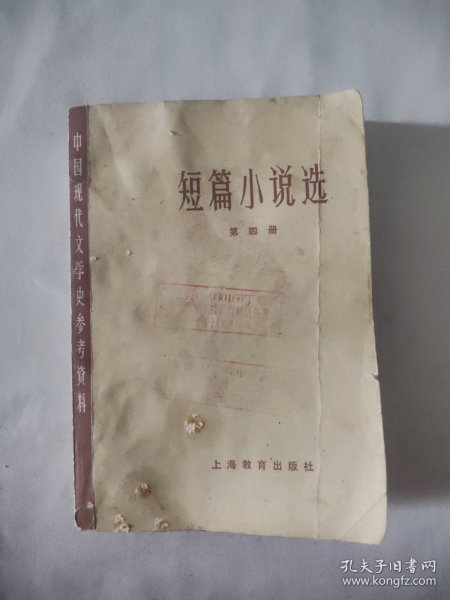 中国现代文学史参考资料
短篇小说选
第四册
上海教育出版社
孔夫子旧书网
www.kongfz.com